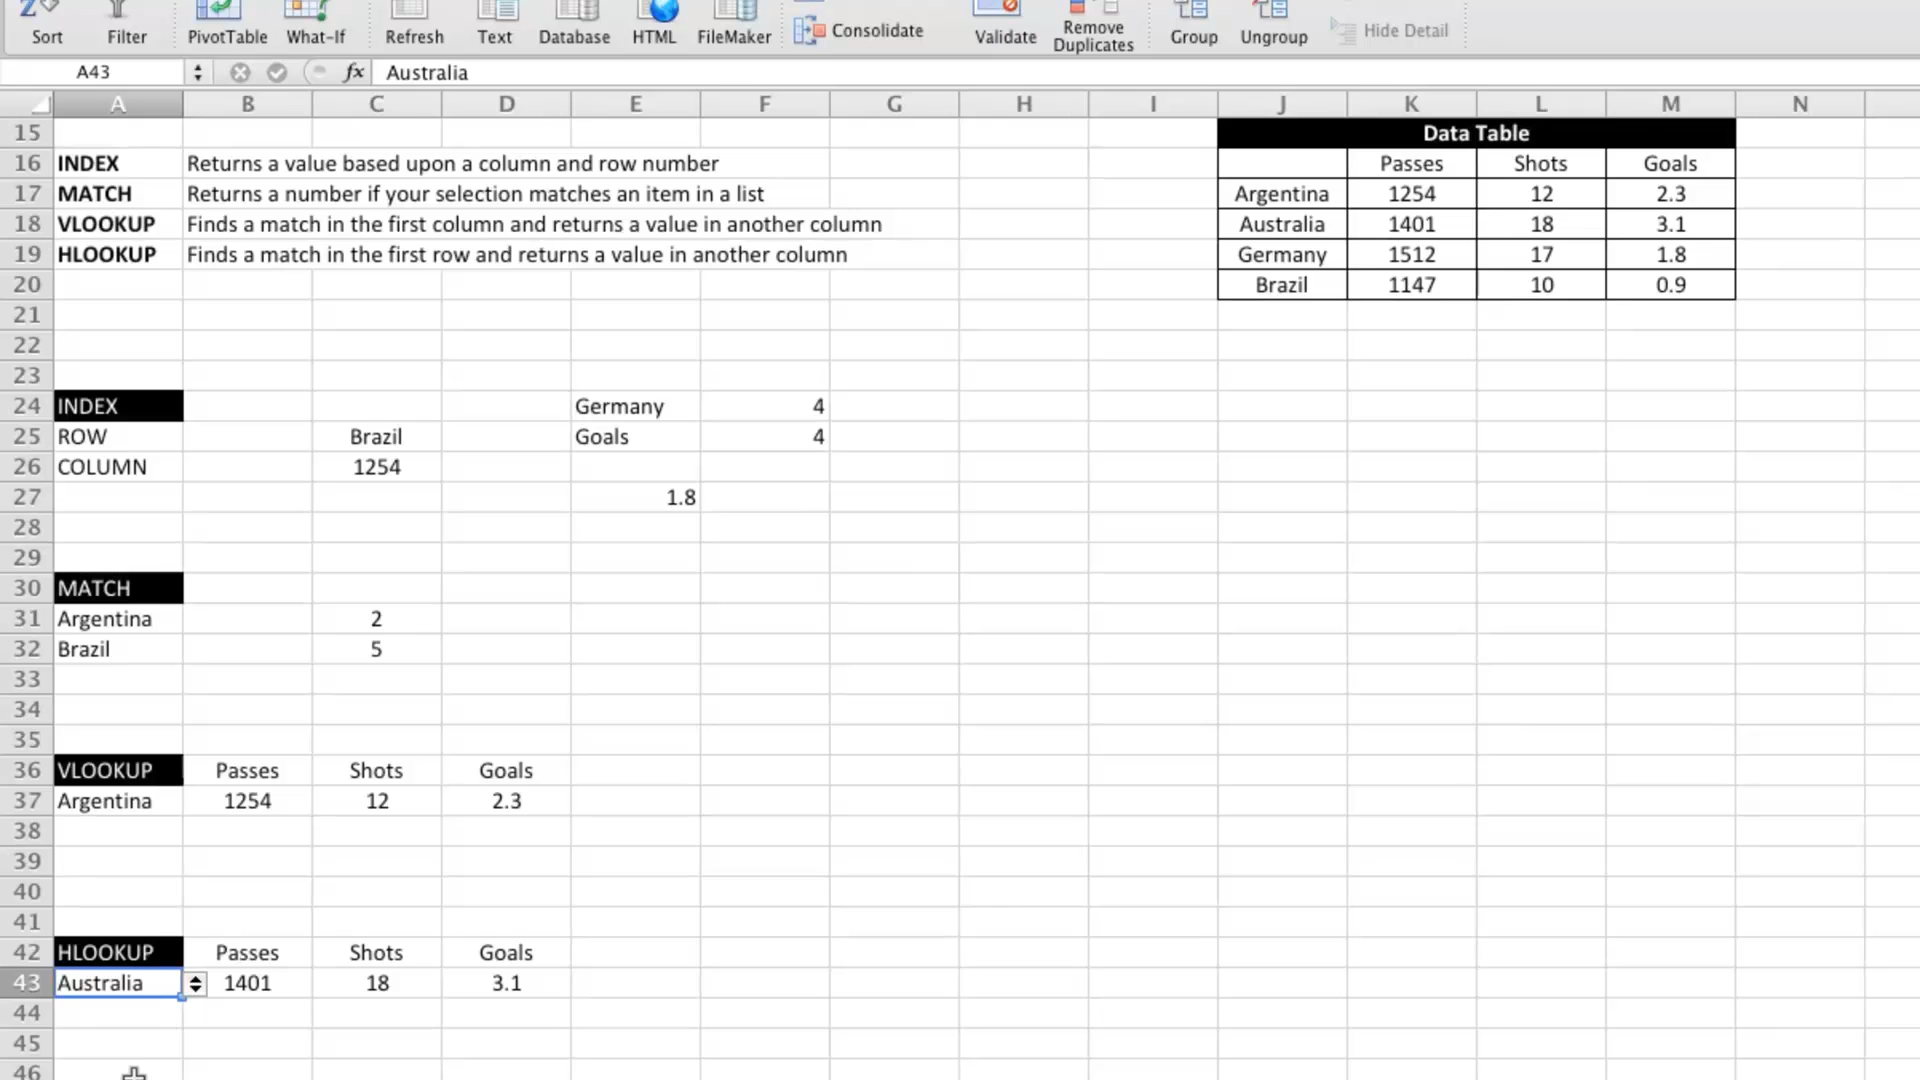 Sort Filter PivotTable What-If Refresh Text Database HTML FileMaker Consolidate Validate Remove Duplicates Group Ungroup Hide Detail
A43 fx Australia
A B C D E F G H I J K L M N
15 Data Table
16 INDEX Returns a value based upon a column and row number Passes Shots Goals
17 MATCH Returns a number if your selection matches an item in a list Argentina 1254 12 2.3
18 VLOOKUP Finds a match in the first column and returns a value in another column Australia 1401 18 3.1
19 HLOOKUP Finds a match in the first row and returns a value in another column Germany 1512 17 1.8
20 Brazil 1147 10 0.9
21
22
23
24 INDEX Germany 4
25 ROW Brazil Goals 4
26 COLUMN 1254
27 1.8
28
29
30 MATCH
31 Argentina 2
32 Brazil 5
33
34
35
36 VLOOKUP Passes Shots Goals
37 Argentina 1254 12 2.3
38
39
40
41
42 HLOOKUP Passes Shots Goals
43 Australia 1401 18 3.1
44
45
46